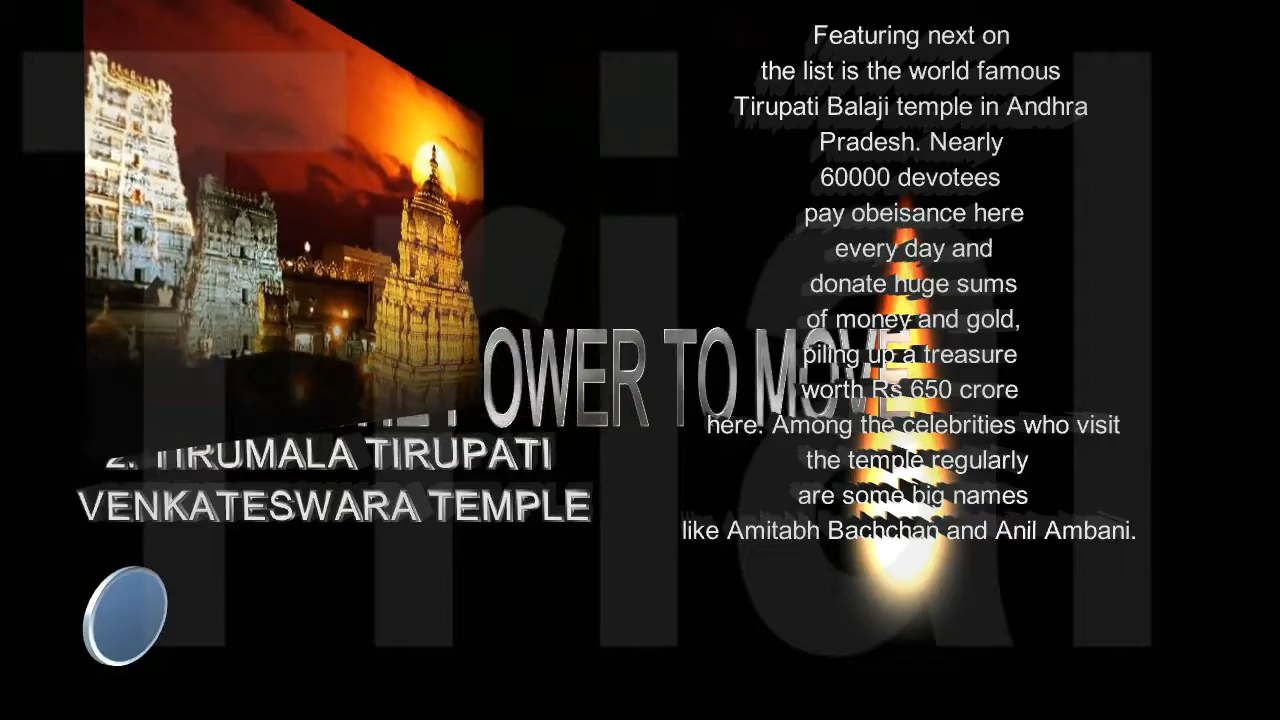 Featuring next on
the list is the world famous
Tirupati Balaji temple in Andhra
Pradesh. Nearly
60000 devotees
pay obeisance here
every day and
donate huge sums
of money and gold,
piling up a treasure
worth Rs 650 crore
here. Among the celebrities who visit
the temple regularly
are some big names
like Amitabh Bachchan and Anil Ambani.
OWER TO MOVE
2. TIRUMALA TIRUPATI
VENKATESWARA TEMPLE
Trial